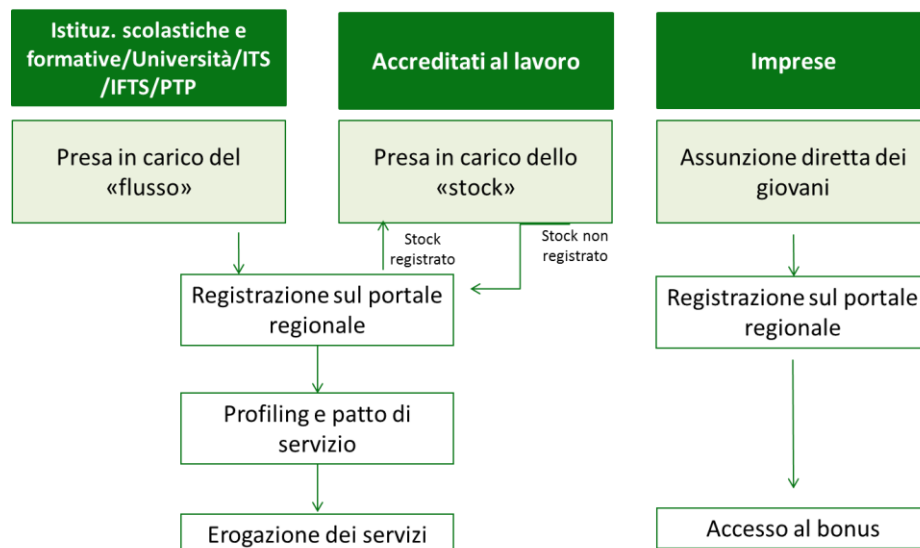 Istituz. scolastiche e
formative/Università/ITS
/IFTS/PTP
Accreditati al lavoro
Imprese
Presa in carico del
«flusso»
Presa in carico dello
«stock»
Assunzione diretta dei
giovani
Stock
registrato
Stock non
registrato
Registrazione sul portale
regionale
Registrazione sul portale
regionale
Profiling e patto di
servizio
Erogazione dei servizi
Accesso al bonus